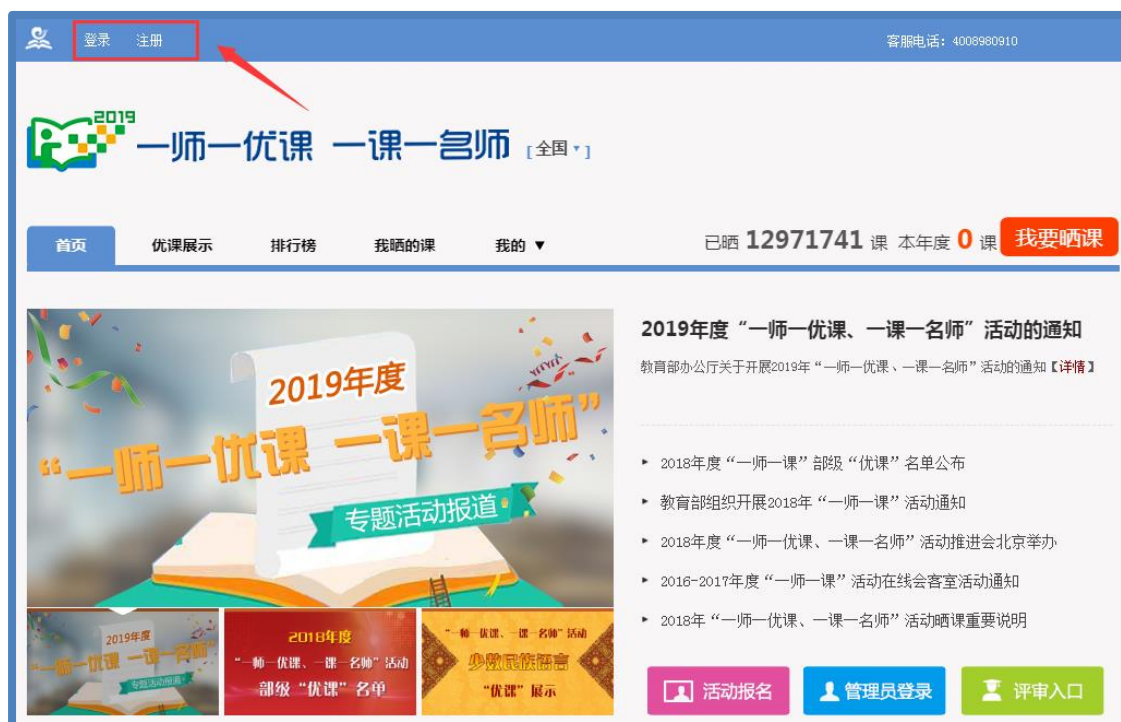 登录 注册 客服电话：4008980910
2019
一师一优课 一课一名师 [全国▼]
首页 优课展示 排行榜 我晒的课 我的 ▼ 已晒 12971741 课 本年度 0 课 我要晒课
2019年度
“一师一优课 一课一名师”
专题活动报道
2019年度“一师一优课、一课一名师”活动的通知
教育部办公厅关于开展2019年“一师一优课、一课一名师”活动的通知【详情】
2018年度“一师一课”部级“优课”名单公布
教育部组织开展2018年“一师一课”活动通知
2018年度“一师一优课、一课一名师”活动推进会北京举办
2016-2017年度“一师一课”活动在线会客室活动通知
2018年“一师一优课、一课一名师”活动晒课重要说明
2019年度
“一师一优课 一课一名师”
专题活动报道
2018年度
“一师一优课、一课一名师”活动
部级“优课”名单
“一师一优课、一课一名师”活动
少数民族语言
“优课”展示
活动报名 管理员登录 评审入口